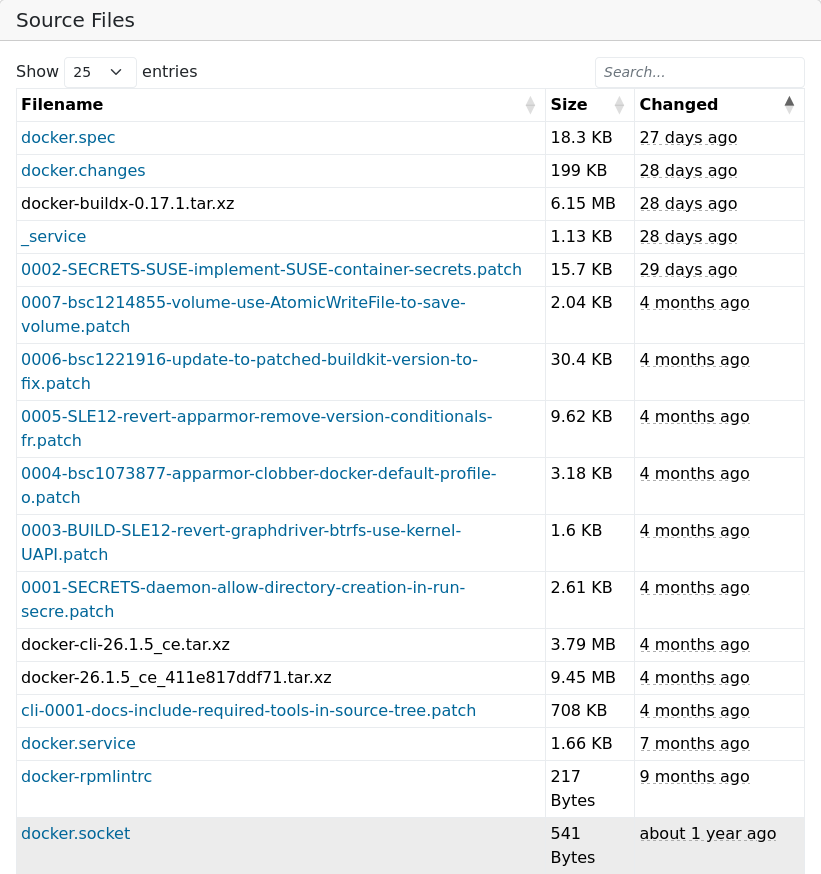 Source Files
Show 25 entries Search...
Filename Size Changed
docker.spec 18.3 KB 27 days ago
docker.changes 199 KB 28 days ago
docker-buildx-0.17.1.tar.xz 6.15 MB 28 days ago
_service 1.13 KB 28 days ago
0002-SECRETS-SUSE-implement-SUSE-container-secrets.patch 15.7 KB 29 days ago
0007-bsc1214855-volume-use-AtomicWriteFile-to-save- 2.04 KB 4 months ago
volume.patch
0006-bsc1221916-update-to-patched-buildkit-version-to- 30.4 KB 4 months ago
fix.patch
0005-SLE12-revert-apparmor-remove-version-conditionals- 9.62 KB 4 months ago
fr.patch
0004-bsc1073877-apparmor-clobber-docker-default-profile- 3.18 KB 4 months ago
o.patch
0003-BUILD-SLE12-revert-graphdriver-btrfs-use-kernel- 1.6 KB 4 months ago
UAPI.patch
0001-SECRETS-daemon-allow-directory-creation-in-run- 2.61 KB 4 months ago
secre.patch
docker-cli-26.1.5_ce.tar.xz 3.79 MB 4 months ago
docker-26.1.5_ce_411e817ddf71.tar.xz 9.45 MB 4 months ago
cli-0001-docs-include-required-tools-in-source-tree.patch 708 KB 4 months ago
docker.service 1.66 KB 7 months ago
docker-rpmlintrc 217 9 months ago
Bytes
docker.socket 541 about 1 year ago
Bytes